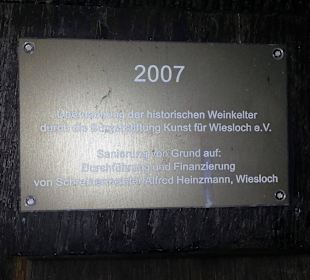 2007
der historischen Weinkelter
durch die Bürgerstiftung Kunst für Wiesloch e.V.
Sanierung von Grund auf:
Durchführung und Finanzierung
von Schreinermeister Alfred Heinzmann, Wiesloch